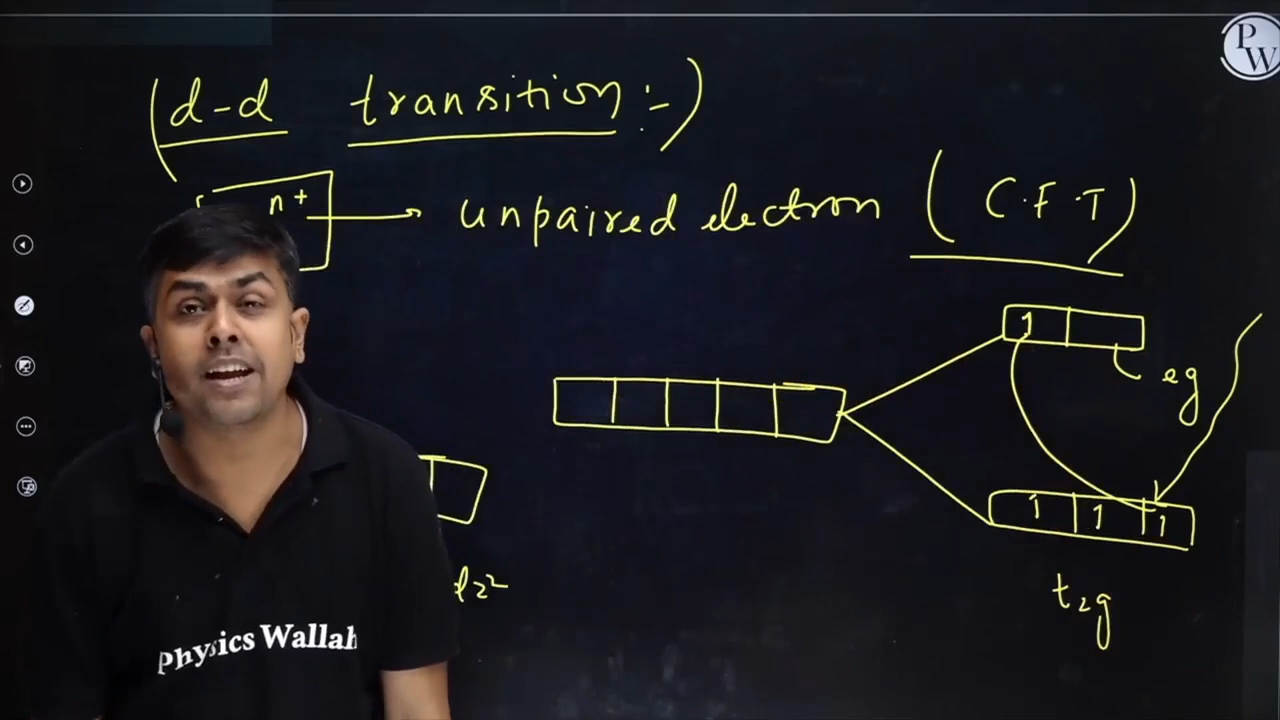 PW
(d-d transition :-)
n+ → unpaired electron (C.F.T)
1
eg
1 1 1
t2g
Physics Wallah